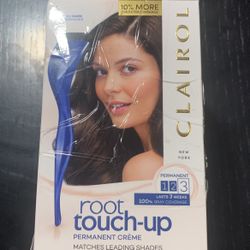 10% MORE
CLAIROL
NEW
YORK
PERMANENT
1 2 3
LASTS 3 WEEKS
100% GRAY COVERAGE
root
touch-up
PERMANENT CRÈME
MATCHES LEADING SHADES